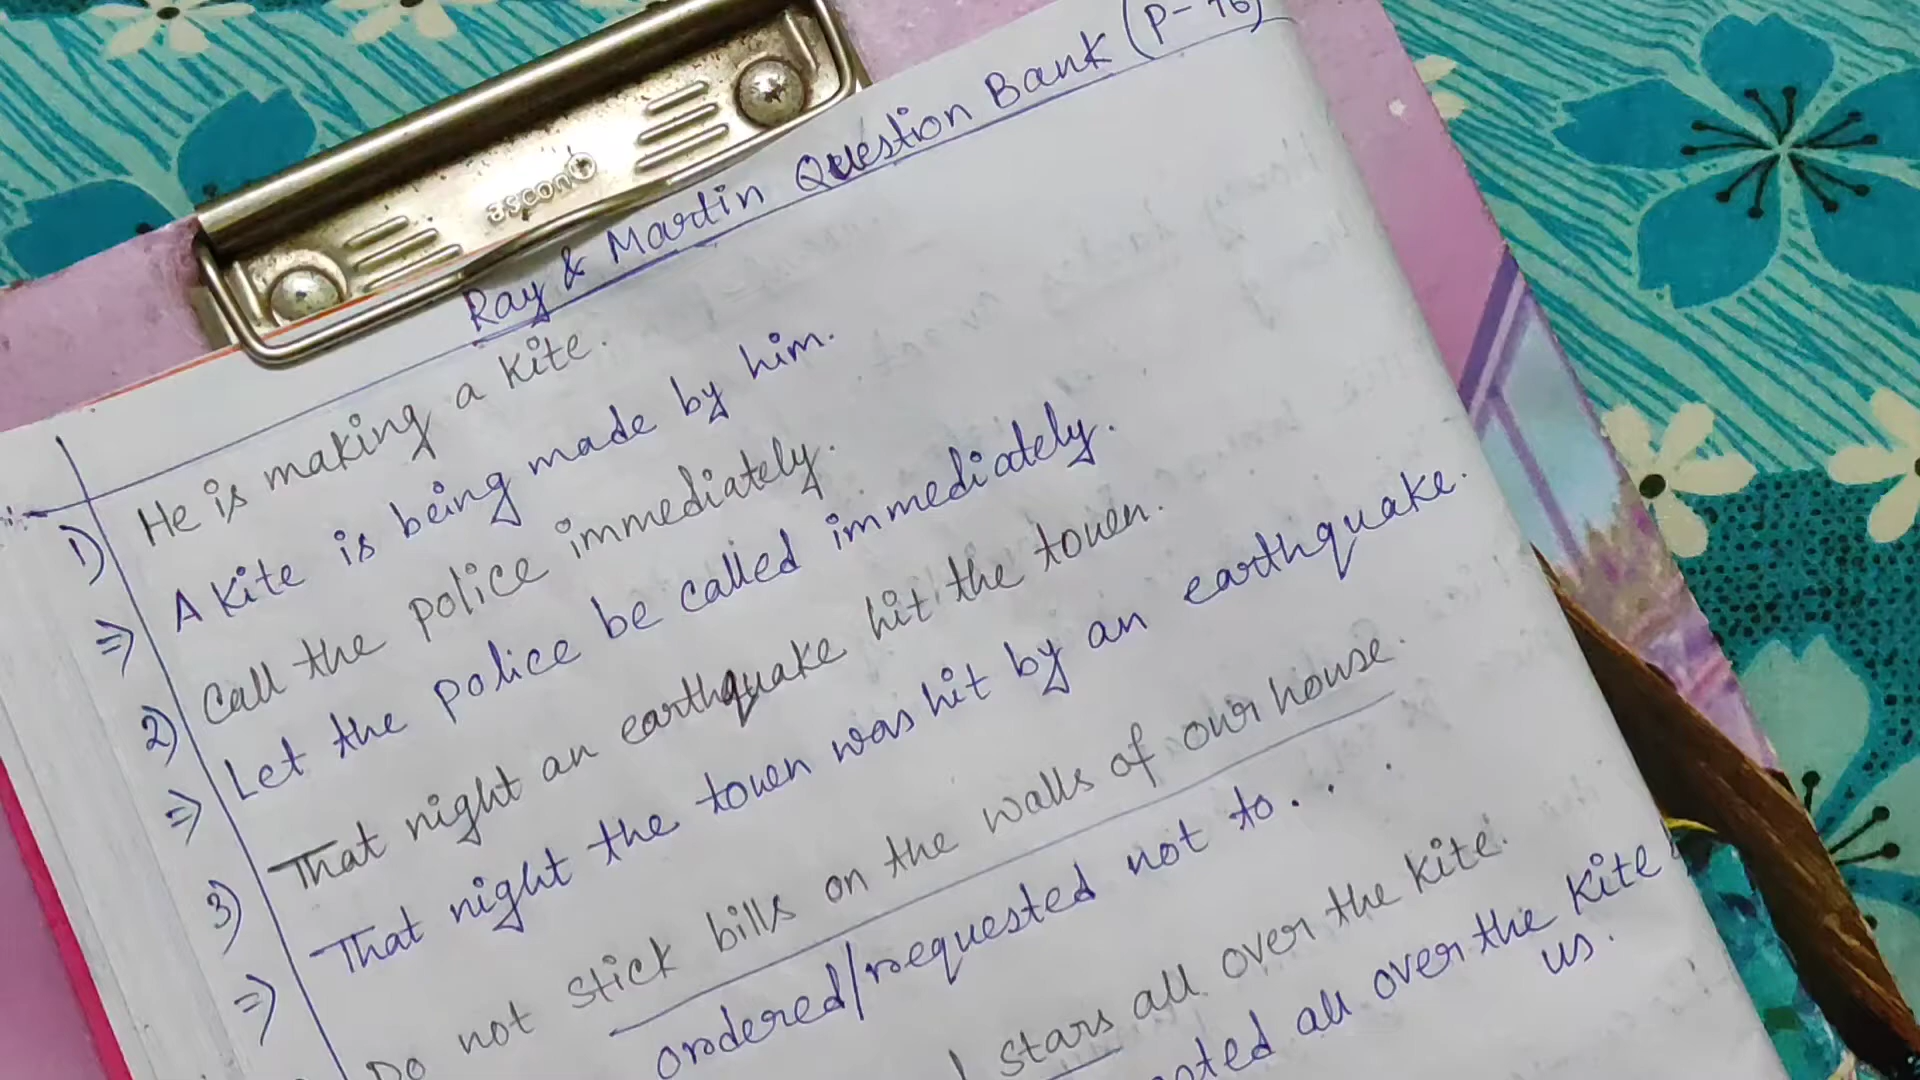 ascon
Ray & Martin Question Bank (P-
1) He is making a kite.
=> A kite is being made by him.
2) Call the police immediately.
=> Let the police be called immediately.
3) That night an earthquake hit the town.
=> That night the town was hit by an earthquake.
Do not stick bills on the walls of our house.
ordered/requested not to...
stars all over the kite.
all over the kite
us.